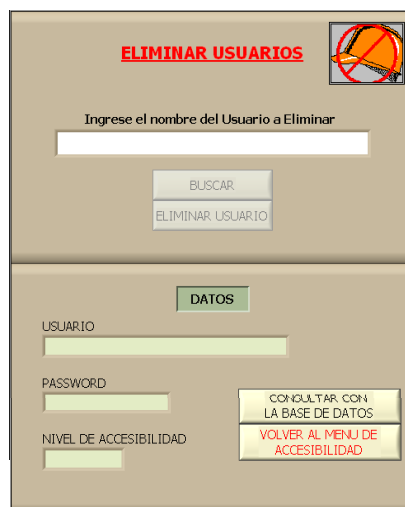 ELIMINAR USUARIOS
Ingrese el nombre del Usuario a Eliminar
BUSCAR
ELIMINAR USUARIO
DATOS
USUARIO
PASSWORD
NIVEL DE ACCESIBILIDAD
CONSULTAR CON
LA BASE DE DATOS
VOLVER AL MENU DE
ACCESIBILIDAD